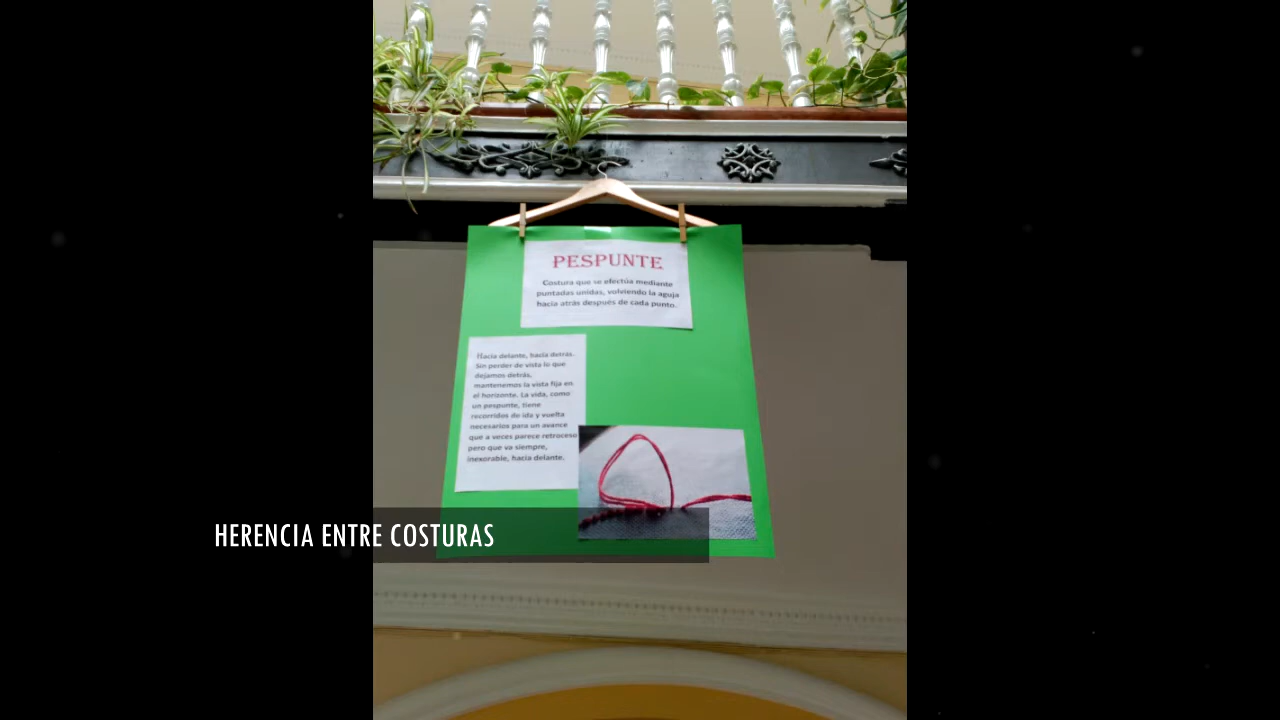 PESPUNTE
Costura que se efectúa mediante
puntadas unidas, volviendo la aguja
hacia atrás después de cada punto.
Hacia delante, hacia detrás.
Sin perder de vista lo que
dejamos detrás,
mantenemos la vista fija en
el horizonte. La vida, como
un pespunte, tiene
recorridos de ida y vuelta
necesarios para un avance
que a veces parece retroceso
pero que va siempre,
inexorable, hacia delante.
HERENCIA ENTRE COSTURAS